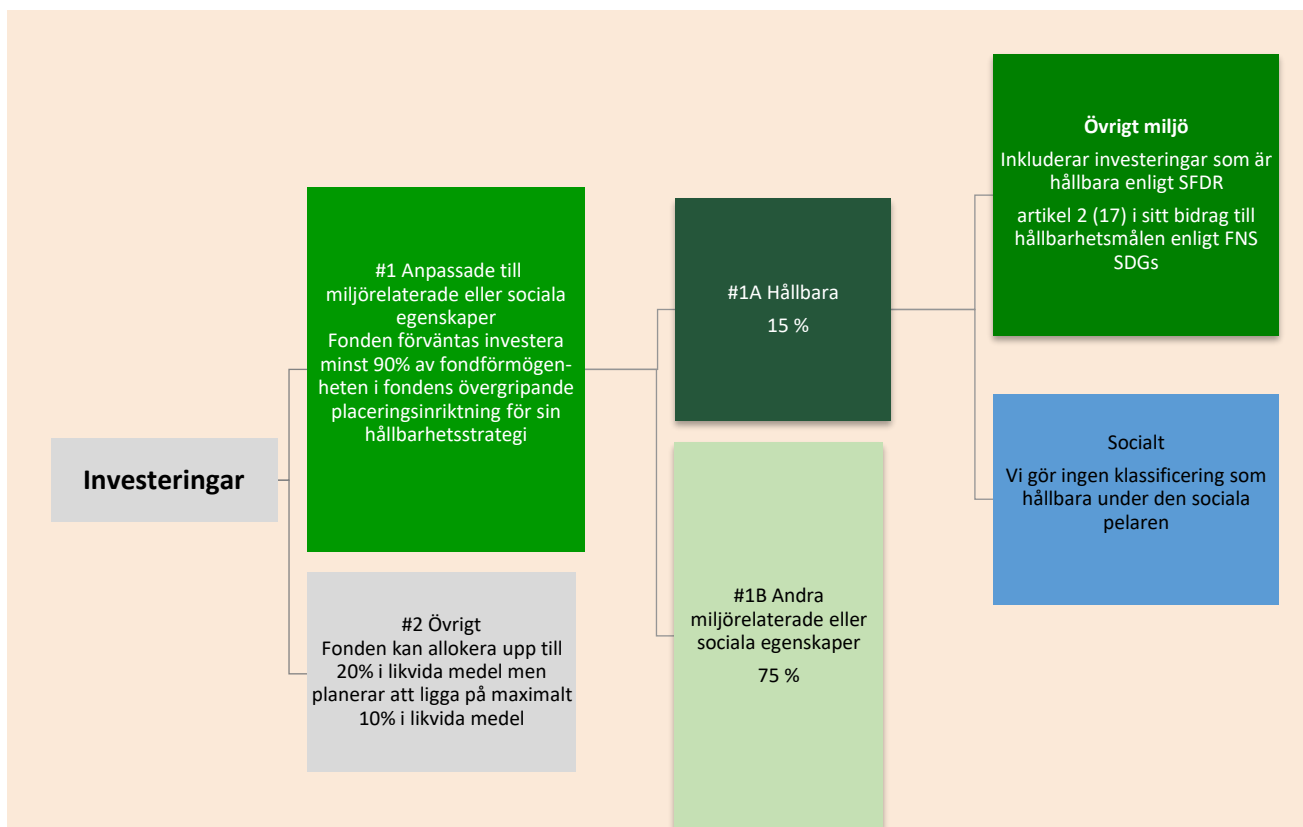 Investeringar
#1 Anpassade till
miljörelaterade eller sociala
egenskaper
Fonden förväntas investera
minst 90% av fondförmögen-
heten i fondens övergripande
placeringsinriktning för sin
hållbarhetsstrategi
#2 Övrigt
Fonden kan allokera upp till
20% i likvida medel men
planerar att ligga på maximalt
10% i likvida medel
#1A Hållbara
15 %
#1B Andra
miljörelaterade eller
sociala egenskaper
75 %
Övrigt miljö
Inkluderar investeringar som är
hållbara enligt SFDR
artikel 2 (17) i sitt bidrag till
hållbarhetsmålen enligt FNS
SDGs
Socialt
Vi gör ingen klassificering som
hållbara under den sociala
pelaren